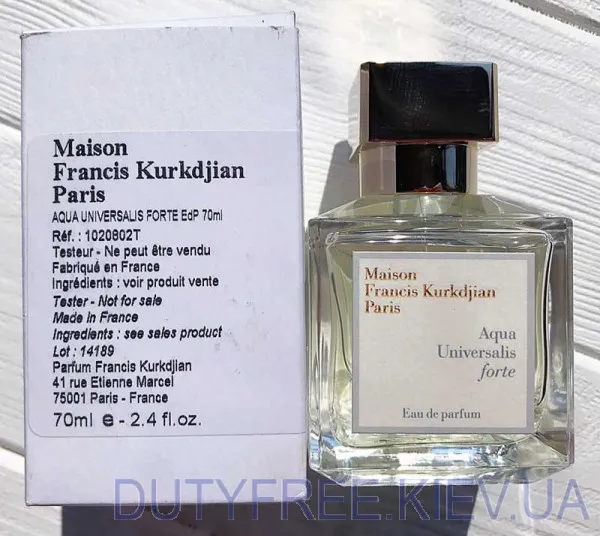 Maison
Francis Kurkdjian
Paris
AQUA UNIVERSALIS FORTE EdP 70ml
Réf. : 1020802T
Testeur - Ne peut être vendu
Fabriqué en France
Ingrédients : voir produit vente
Tester - Not for sale
Made in France
Ingredients : see sales product
Lot : 14189
Parfum Francis Kurkdjian
41 rue Etienne Marcel
75001 Paris - France
70ml e - 2.4 fl.oz.
Maison
Francis Kurkdjian
Paris
Aqua
Universalis
forte
Eau de parfum
DUTYFREE.KIEV.UA